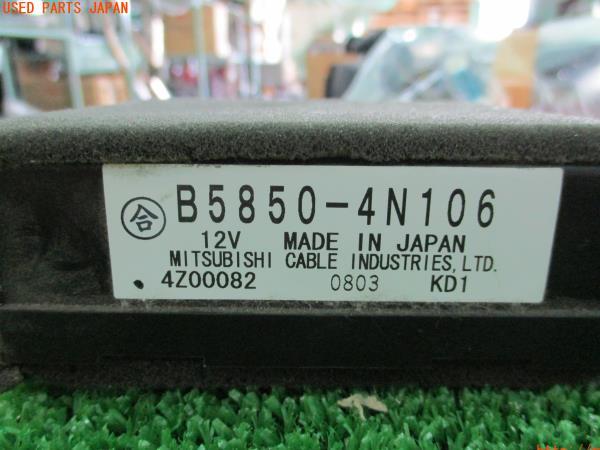 USED PARTS JAPAN
合 B5850-4N106
12V MADE IN JAPAN
MITSUBISHI CABLE INDUSTRIES, LTD.
4Z00082 0803 KD1